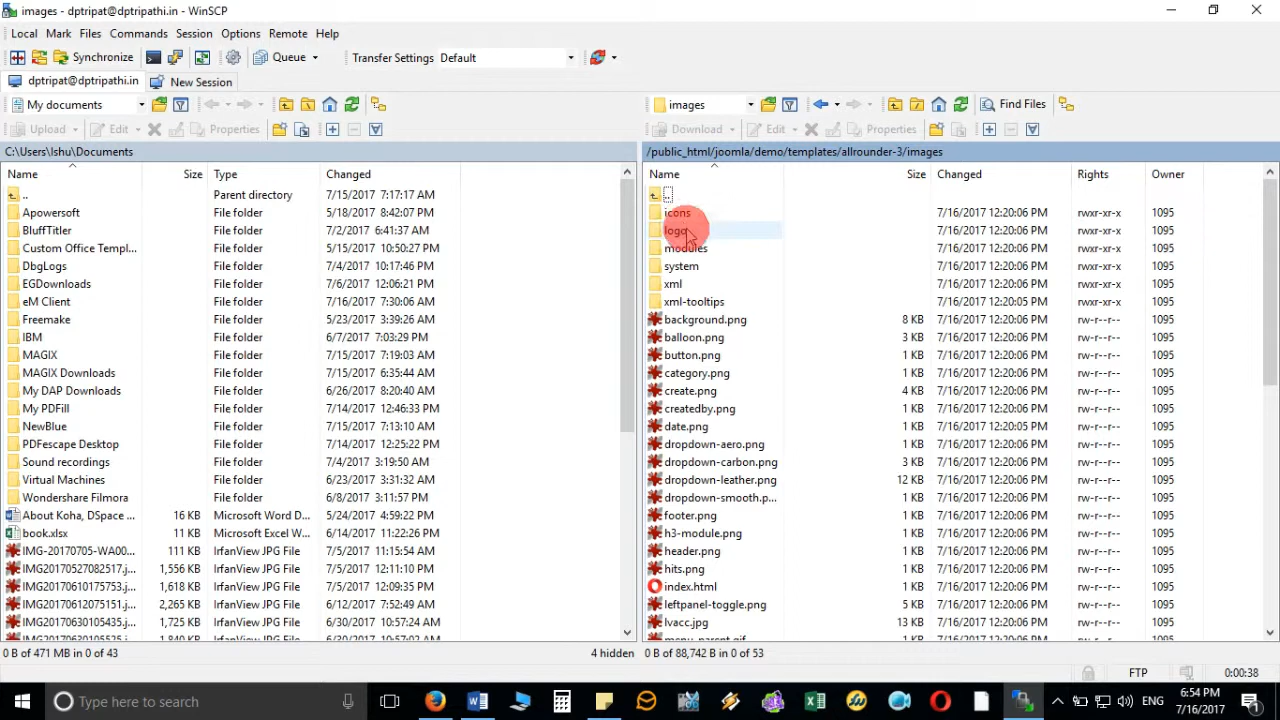 images - dptripathi@dptripathi.in - WinSCP
Local Mark Files Commands Session Options Remote Help
Synchronize Queue Transfer Settings Default
dptripat@dptripathi.in New Session
My documents images Find Files
Upload Edit Properties Download Edit Properties
C:\Users\Ishu\Documents /public_html/joomla/demo/templates/allrounder-3/images
Name Size Type Changed Name Size Changed Rights Owner
.. Parent directory 7/15/2017 7:17:17 AM ..
Apowersoft File folder 5/18/2017 8:42:07 PM icons 7/16/2017 12:20:06 PM rwxr-xr-x 1095
BluffTitler File folder 7/2/2017 6:41:37 AM logo 7/16/2017 12:20:06 PM rwxr-xr-x 1095
Custom Office Templ... File folder 5/15/2017 10:50:27 PM modules 7/16/2017 12:20:06 PM rwxr-xr-x 1095
DbgLogs File folder 7/4/2017 10:17:46 PM system 7/16/2017 12:20:06 PM rwxr-xr-x 1095
EGDownloads File folder 7/6/2017 12:06:21 PM xml 7/16/2017 12:20:06 PM rwxr-xr-x 1095
eM Client File folder 7/16/2017 7:30:06 AM xml-tooltips 7/16/2017 12:20:05 PM rwxr-xr-x 1095
Freemake File folder 5/23/2017 3:39:26 AM background.png 8 KB 7/16/2017 12:20:06 PM rw-r--r-- 1095
IBM File folder 6/7/2017 7:03:29 PM balloon.png 3 KB 7/16/2017 12:20:06 PM rw-r--r-- 1095
MAGIX File folder 7/15/2017 7:19:03 AM button.png 1 KB 7/16/2017 12:20:06 PM rw-r--r-- 1095
MAGIX Downloads File folder 7/15/2017 6:35:44 AM category.png 1 KB 7/16/2017 12:20:06 PM rw-r--r-- 1095
My DAP Downloads File folder 6/26/2017 8:20:40 AM create.png 4 KB 7/16/2017 12:20:06 PM rw-r--r-- 1095
My PDFill File folder 7/14/2017 12:46:33 PM createdby.png 1 KB 7/16/2017 12:20:06 PM rw-r--r-- 1095
NewBlue File folder 7/15/2017 7:13:10 AM date.png 1 KB 7/16/2017 12:20:06 PM rw-r--r-- 1095
PDFescape Desktop File folder 7/14/2017 12:25:22 PM dropdown-aero.png 1 KB 7/16/2017 12:20:06 PM rw-r--r-- 1095
Sound recordings File folder 7/4/2017 3:19:50 AM dropdown-carbon.png 3 KB 7/16/2017 12:20:06 PM rw-r--r-- 1095
Virtual Machines File folder 6/23/2017 3:31:32 AM dropdown-leather.png 12 KB 7/16/2017 12:20:06 PM rw-r--r-- 1095
Wondershare Filmora File folder 6/8/2017 3:11:57 PM dropdown-smooth.p... 1 KB 7/16/2017 12:20:06 PM rw-r--r-- 1095
About Koha, DSpace ... 16 KB Microsoft Word D... 5/24/2017 4:59:22 PM footer.png 1 KB 7/16/2017 12:20:06 PM rw-r--r-- 1095
book.xlsx 11 KB Microsoft Excel W... 6/14/2017 11:22:26 PM h3-module.png 1 KB 7/16/2017 12:20:06 PM rw-r--r-- 1095
IMG-20170705-WA00... 111 KB IrfanView JPG File 7/5/2017 11:15:54 AM header.png 1 KB 7/16/2017 12:20:06 PM rw-r--r-- 1095
IMG20170527082517.j... 1,556 KB IrfanView JPG File 7/5/2017 12:11:10 PM hits.png 1 KB 7/16/2017 12:20:06 PM rw-r--r-- 1095
IMG20170610175753.j... 1,618 KB IrfanView JPG File 7/5/2017 12:09:35 PM index.html 1 KB 7/16/2017 12:20:06 PM rw-r--r-- 1095
IMG20170612075151.j... 2,265 KB IrfanView JPG File 6/12/2017 7:52:49 AM leftpanel-toggle.png 5 KB 7/16/2017 12:20:06 PM rw-r--r-- 1095
IMG20170630105435.j... 1,725 KB IrfanView JPG File 6/30/2017 10:57:24 AM lvacc.jpg 13 KB 7/16/2017 12:20:06 PM rw-r--r-- 1095
IMG20170630105525.j... 1,840 KB IrfanView JPG File 6/30/2017 10:57:02 AM menu_parent.gif 1 KB 7/16/2017 12:20:06 PM rw-r--r-- 1095
0 B of 471 MB in 0 of 43 4 hidden 0 B of 88,742 B in 0 of 53
FTP 0:00:38
Type here to search ENG 6:54 PM
7/16/2017 1